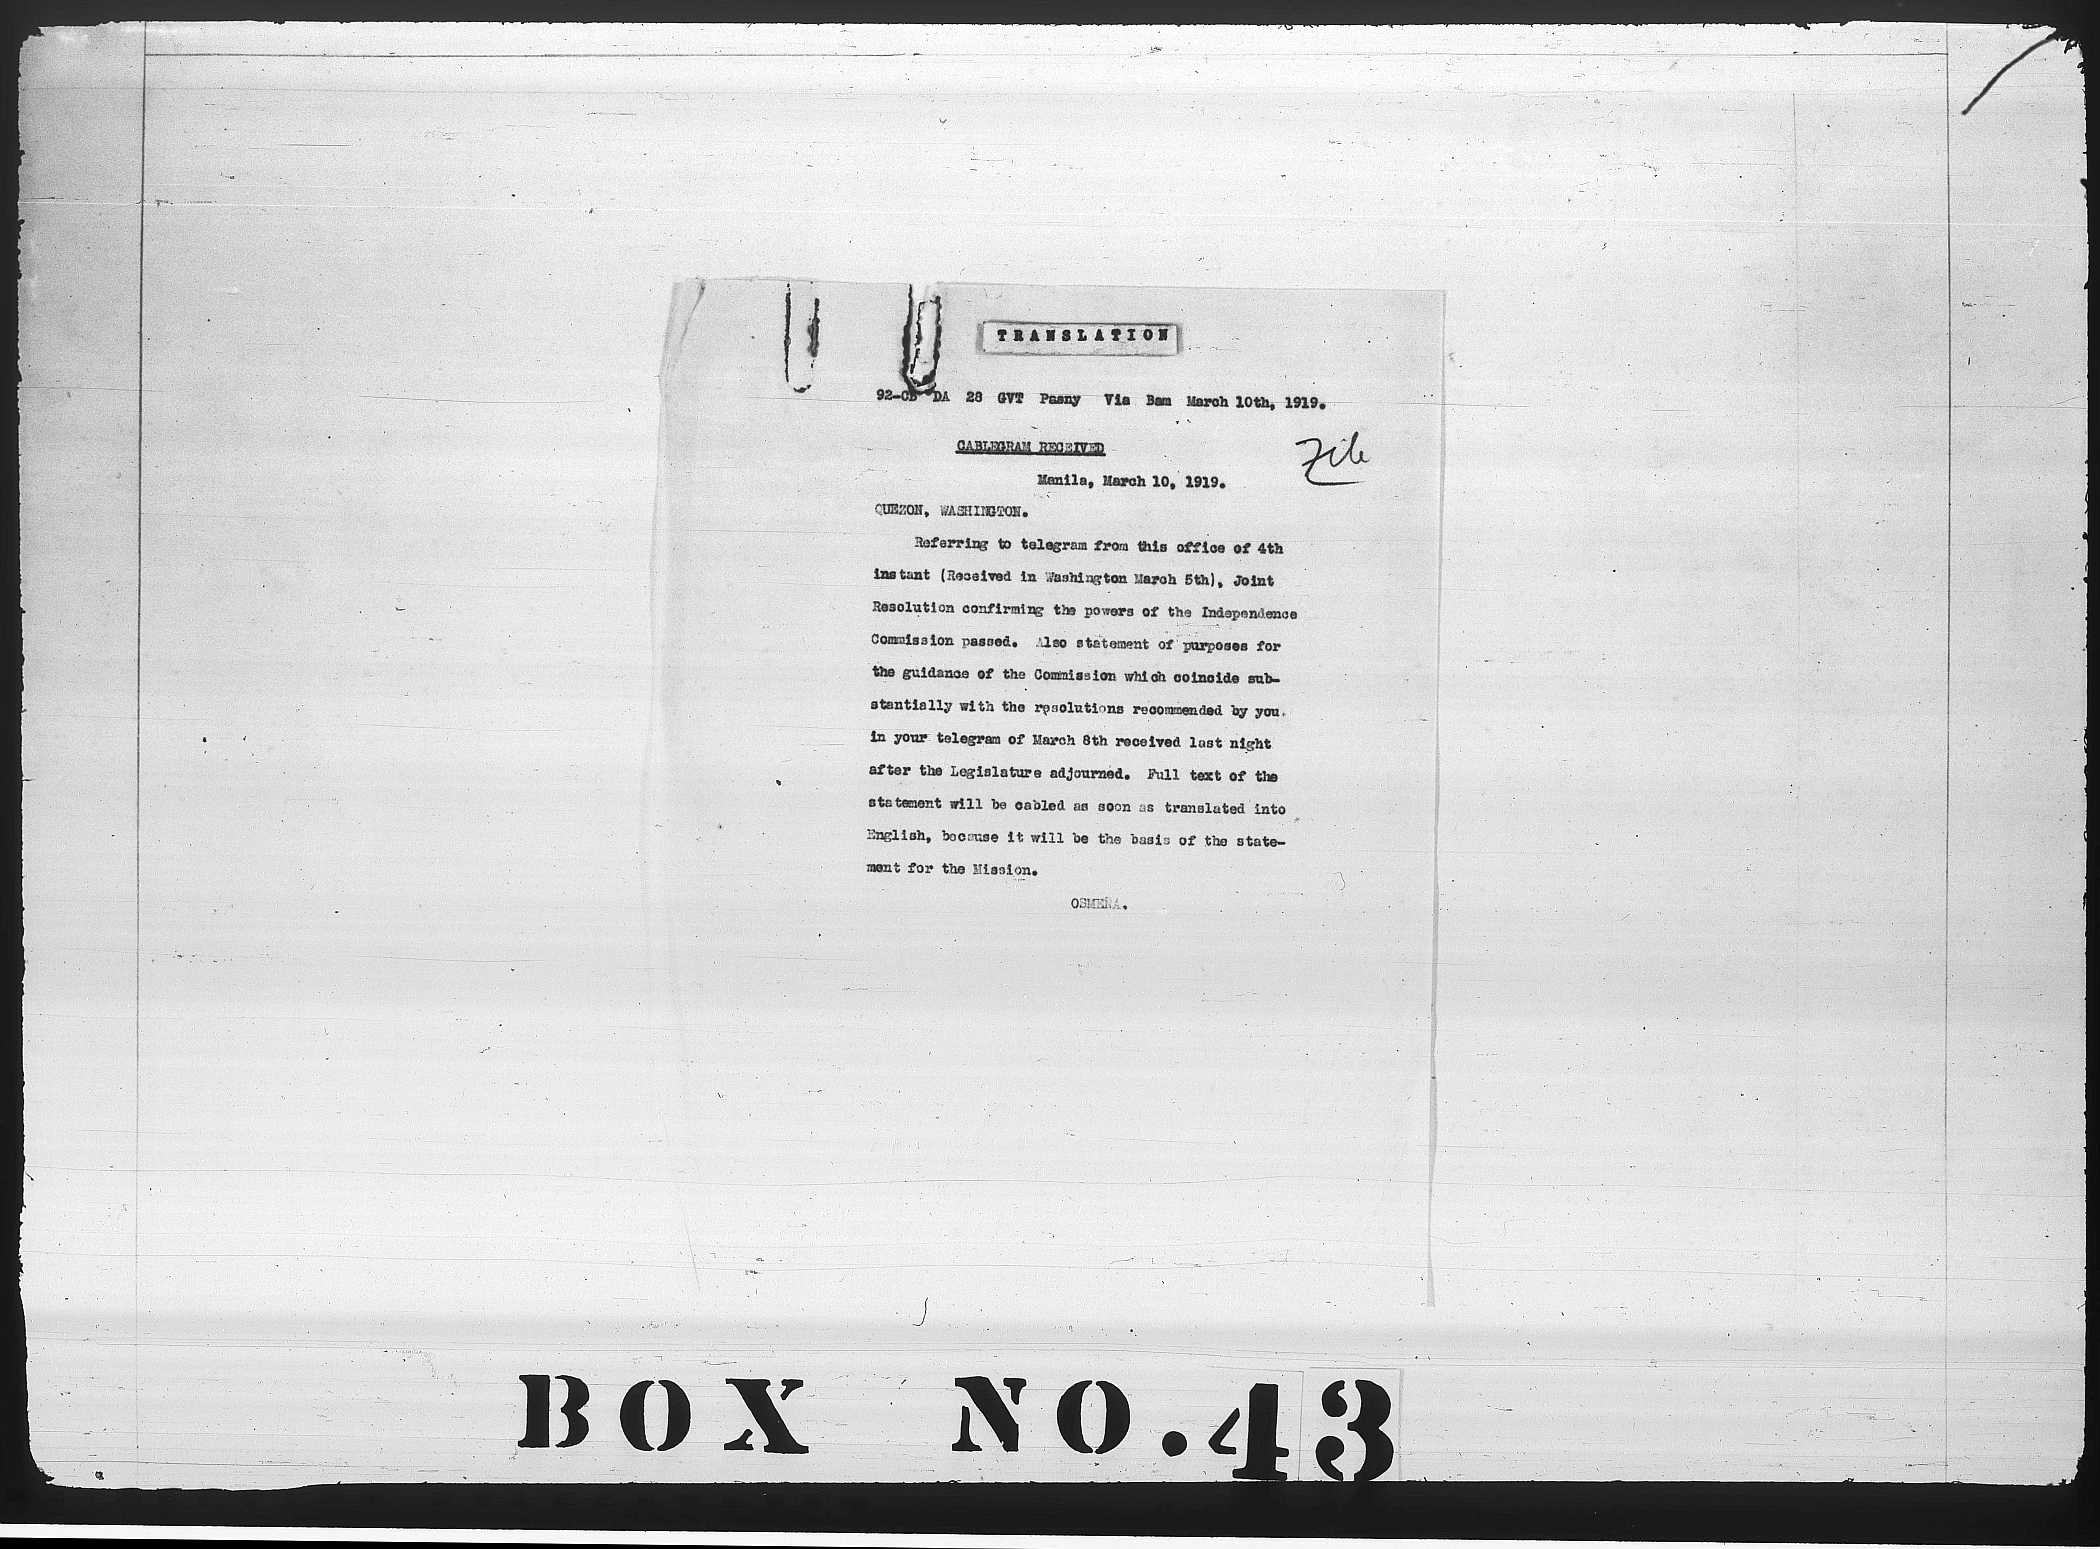 TRANSLATION
92-CB DA 28 GVT Pasny Via Bam March 10th, 1919.
CABLEGRAM RECEIVED
File
Manila, March 10, 1919.
QUEZON, WASHINGTON.
Referring to telegram from this office of 4th
instant (Received in Washington March 5th), Joint
Resolution confirming the powers of the Independence
Commission passed. Also statement of purposes for
the guidance of the Commission which coincide sub-
stantially with the resolutions recommended by you.
in your telegram of March 8th received last night
after the Legislature adjourned. Full text of the
statement will be cabled as soon as translated into
English, because it will be the basis of the state-
ment for the Mission.
OSMEÑA.
BOX NO. 43